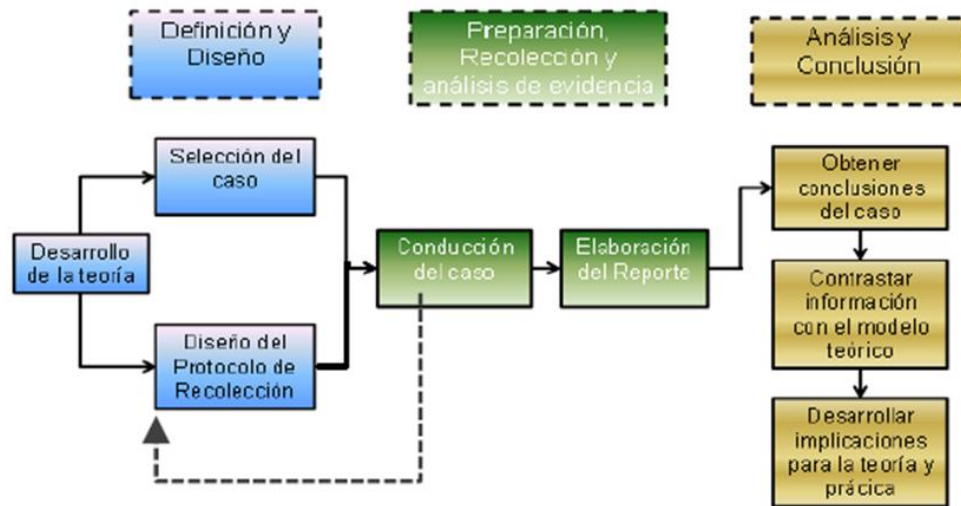 Definición y
Diseño
Preparación,
Recolección y
análisis de evidencia
Análisis y
Conclusión
Selección del
caso
Desarrollo
de la teoría
Diseño del
Protocolo de
Recolección
Conducción
del caso
Elaboración
del Reporte
Obtener
conclusiones
del caso
Contrastar
información
con el modelo
teórico
Desarrollar
implicaciones
para la teoría y
prácica